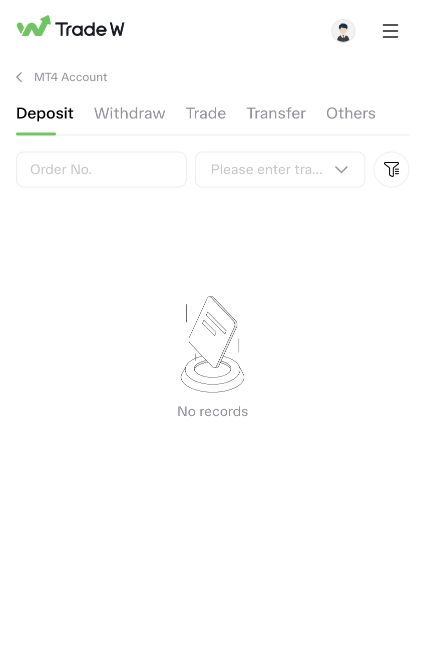 Trade W
MT4 Account
Deposit Withdraw Trade Transfer Others
Order No. Please enter tra...
No records